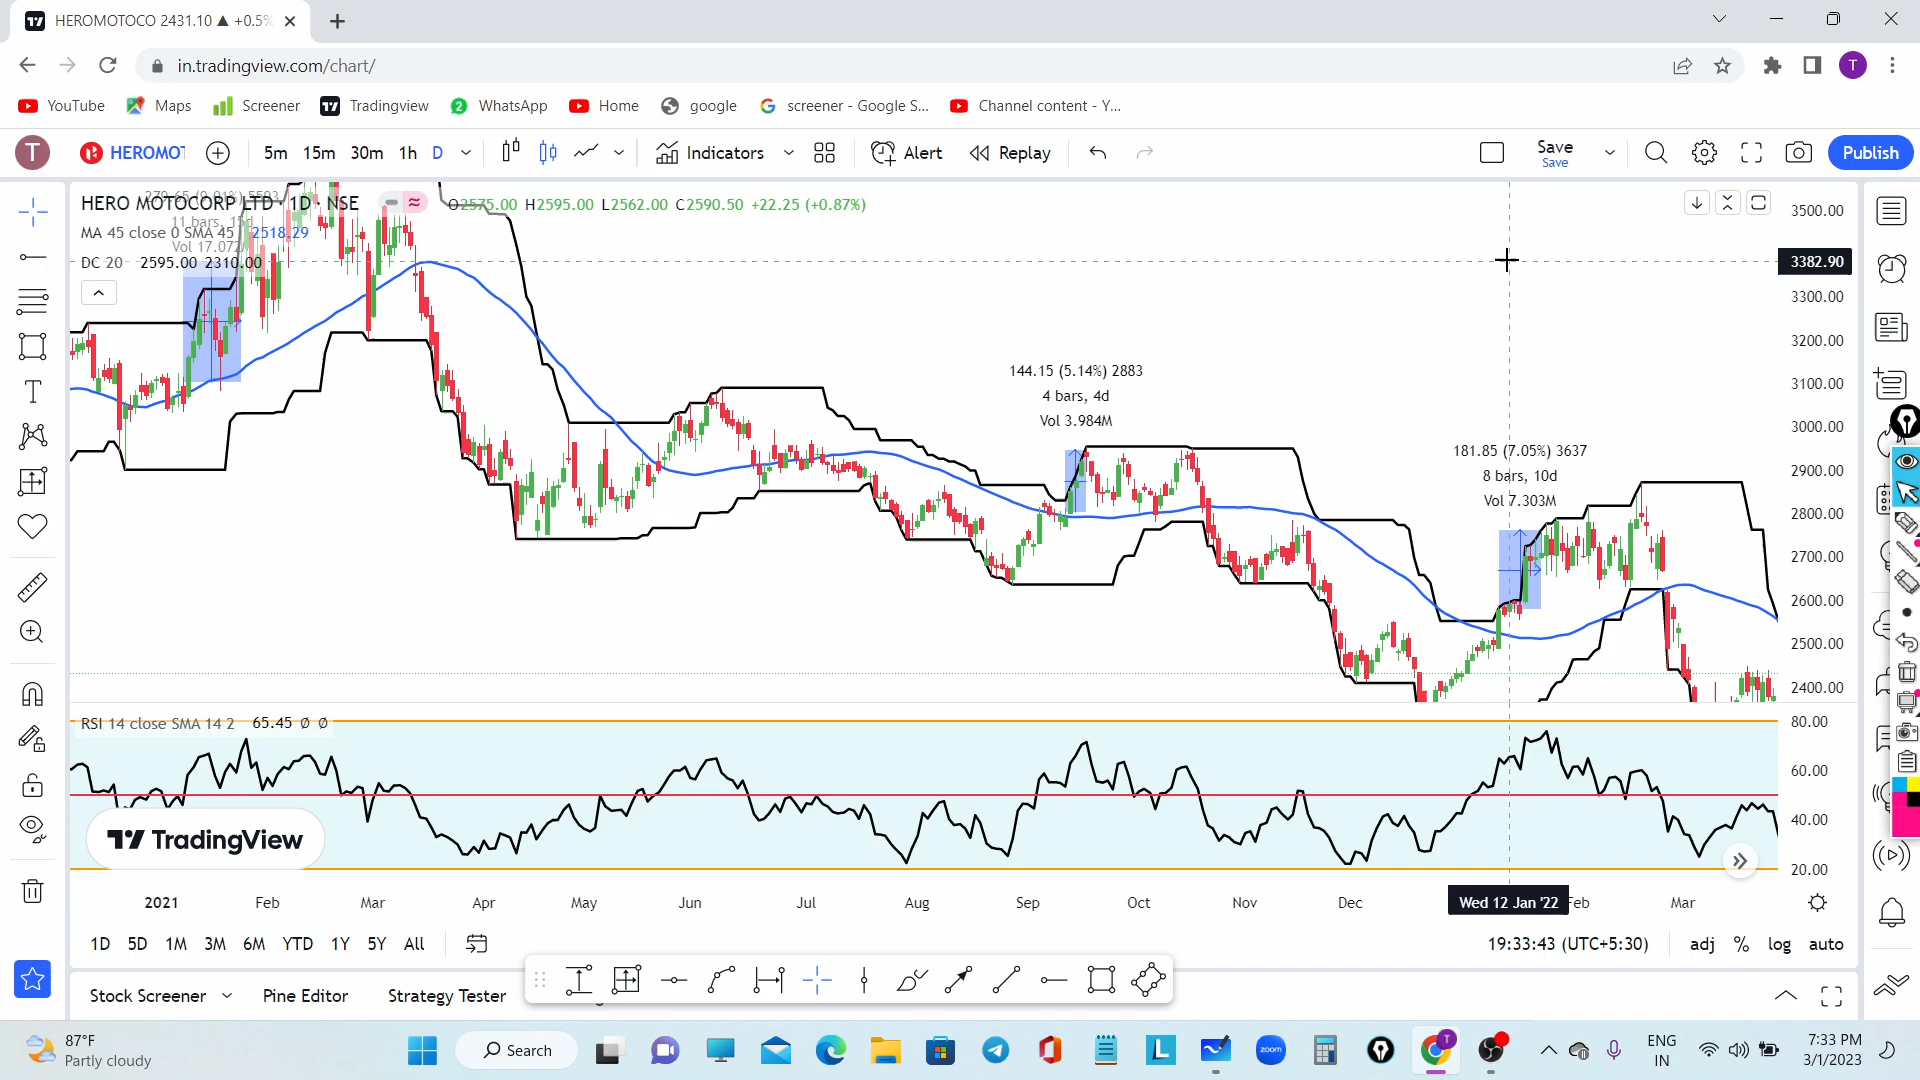 HEROMOTOCO 2431.10 ▲ +0.5%
in.tradingview.com/chart/
T
YouTube Maps Screener Tradingview WhatsApp Home google screener - Google S... Channel content - Y...
T HEROMOT 5m 15m 30m 1h D Indicators Alert Replay Save Save Publish
HERO MOTOCORP LTD · 1D · NSE O2575.00 H2595.00 L2562.00 C2590.50 +22.25 (+0.87%)
11 bars, 15d
MA 45 close 0 SMA 45 2518.29
Vol 17.072M
DC 20 2595.00 2310.00
3500.00
3382.90
3300.00
3200.00
3100.00
3000.00
2900.00
2800.00
2700.00
2600.00
2500.00
2400.00
144.15 (5.14%) 2883
4 bars, 4d
Vol 3.984M
181.85 (7.05%) 3637
8 bars, 10d
Vol 7.303M
RSI 14 close SMA 14 2 65.45 ∅ ∅
80.00
60.00
40.00
20.00
TradingView
2021 Feb Mar Apr May Jun Jul Aug Sep Oct Nov Dec Wed 12 Jan '22 Feb Mar
1D 5D 1M 3M 6M YTD 1Y 5Y All
19:33:43 (UTC+5:30) adj % log auto
Stock Screener Pine Editor Strategy Tester
87°F
Partly cloudy
Search
zoom
ENG
IN
7:33 PM
3/1/2023